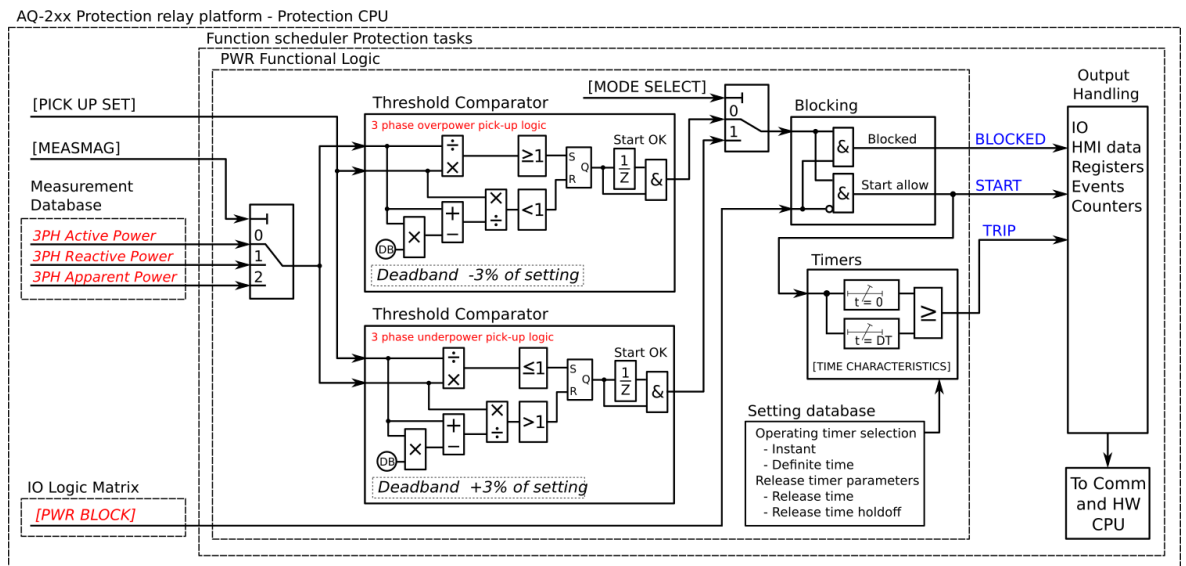 AQ-2xx Protection relay platform - Protection CPU
Function scheduler Protection tasks
PWR Functional Logic
[PICK UP SET]
[MEASMAG]
Measurement
Database
3PH Active Power
3PH Reactive Power
3PH Apparent Power
0
1
2
Threshold Comparator
3 phase overpower pick-up logic
÷
×
≥1
S
R
Q
Start OK
1
Z
&
+
−
×
÷
<1
DB
×
Deadband -3% of setting
Threshold Comparator
3 phase underpower pick-up logic
÷
×
≤1
S
R
Q
Start OK
1
Z
&
+
−
×
÷
>1
DB
×
Deadband +3% of setting
[MODE SELECT]
0
1
Blocking
&
Blocked
&
Start allow
BLOCKED
START
TRIP
Timers
t = 0
t = DT
≥
[TIME CHARACTERISTICS]
Setting database
Operating timer selection
- Instant
- Definite time
Release timer parameters
- Release time
- Release time holdoff
Output
Handling
IO
HMI data
Registers
Events
Counters
To Comm
and HW
CPU
IO Logic Matrix
[PWR BLOCK]